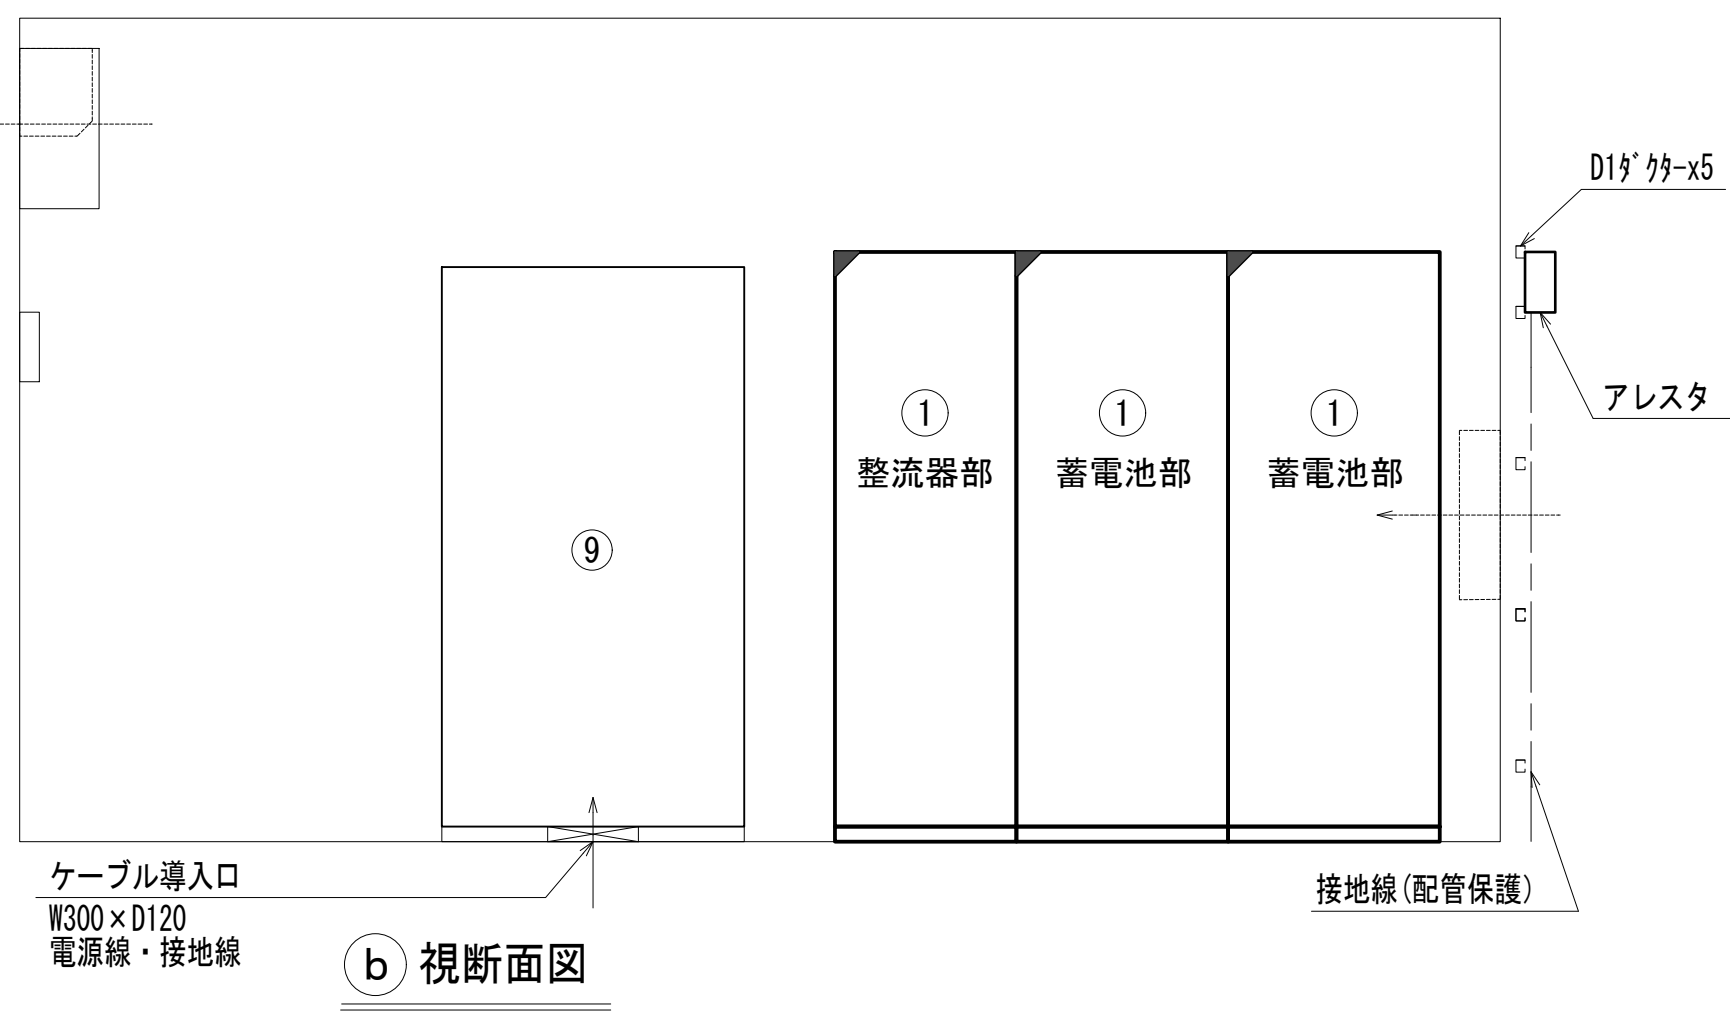 D1ﾀﾞｸﾀｰx5
アレスタ
① ① ①
整流器部 蓄電池部 蓄電池部
⑨
ケーブル導入口
W300×D120
電源線・接地線
接地線(配管保護)
ⓑ 視断面図